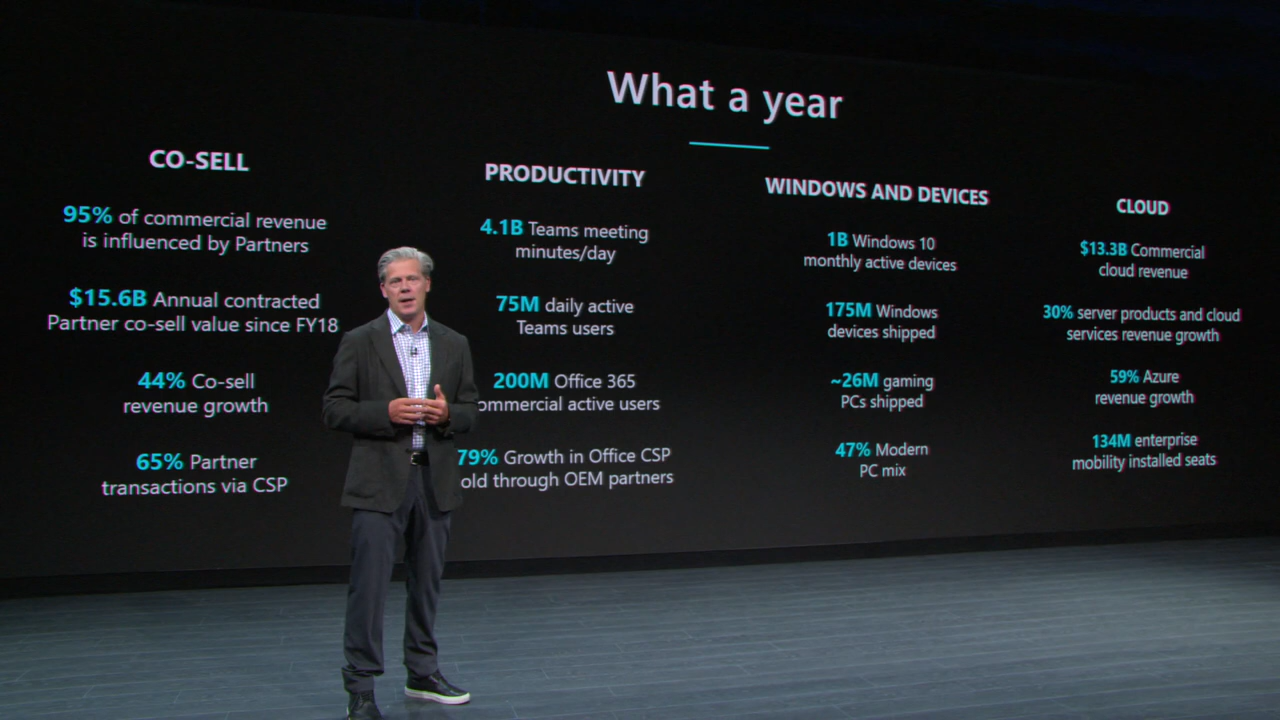 What a year
CO-SELL
95% of commercial revenue
is influenced by Partners
$15.6B Annual contracted
Partner co-sell value since FY18
44% Co-sell
revenue growth
65% Partner
transactions via CSP
PRODUCTIVITY
4.1B Teams meeting
minutes/day
75M daily active
Teams users
200M Office 365
ommercial active users
79% Growth in Office CSP
old through OEM partners
WINDOWS AND DEVICES
1B Windows 10
monthly active devices
175M Windows
devices shipped
~26M gaming
PCs shipped
47% Modern
PC mix
CLOUD
$13.3B Commercial
cloud revenue
30% server products and cloud
services revenue growth
59% Azure
revenue growth
134M enterprise
mobility installed seats